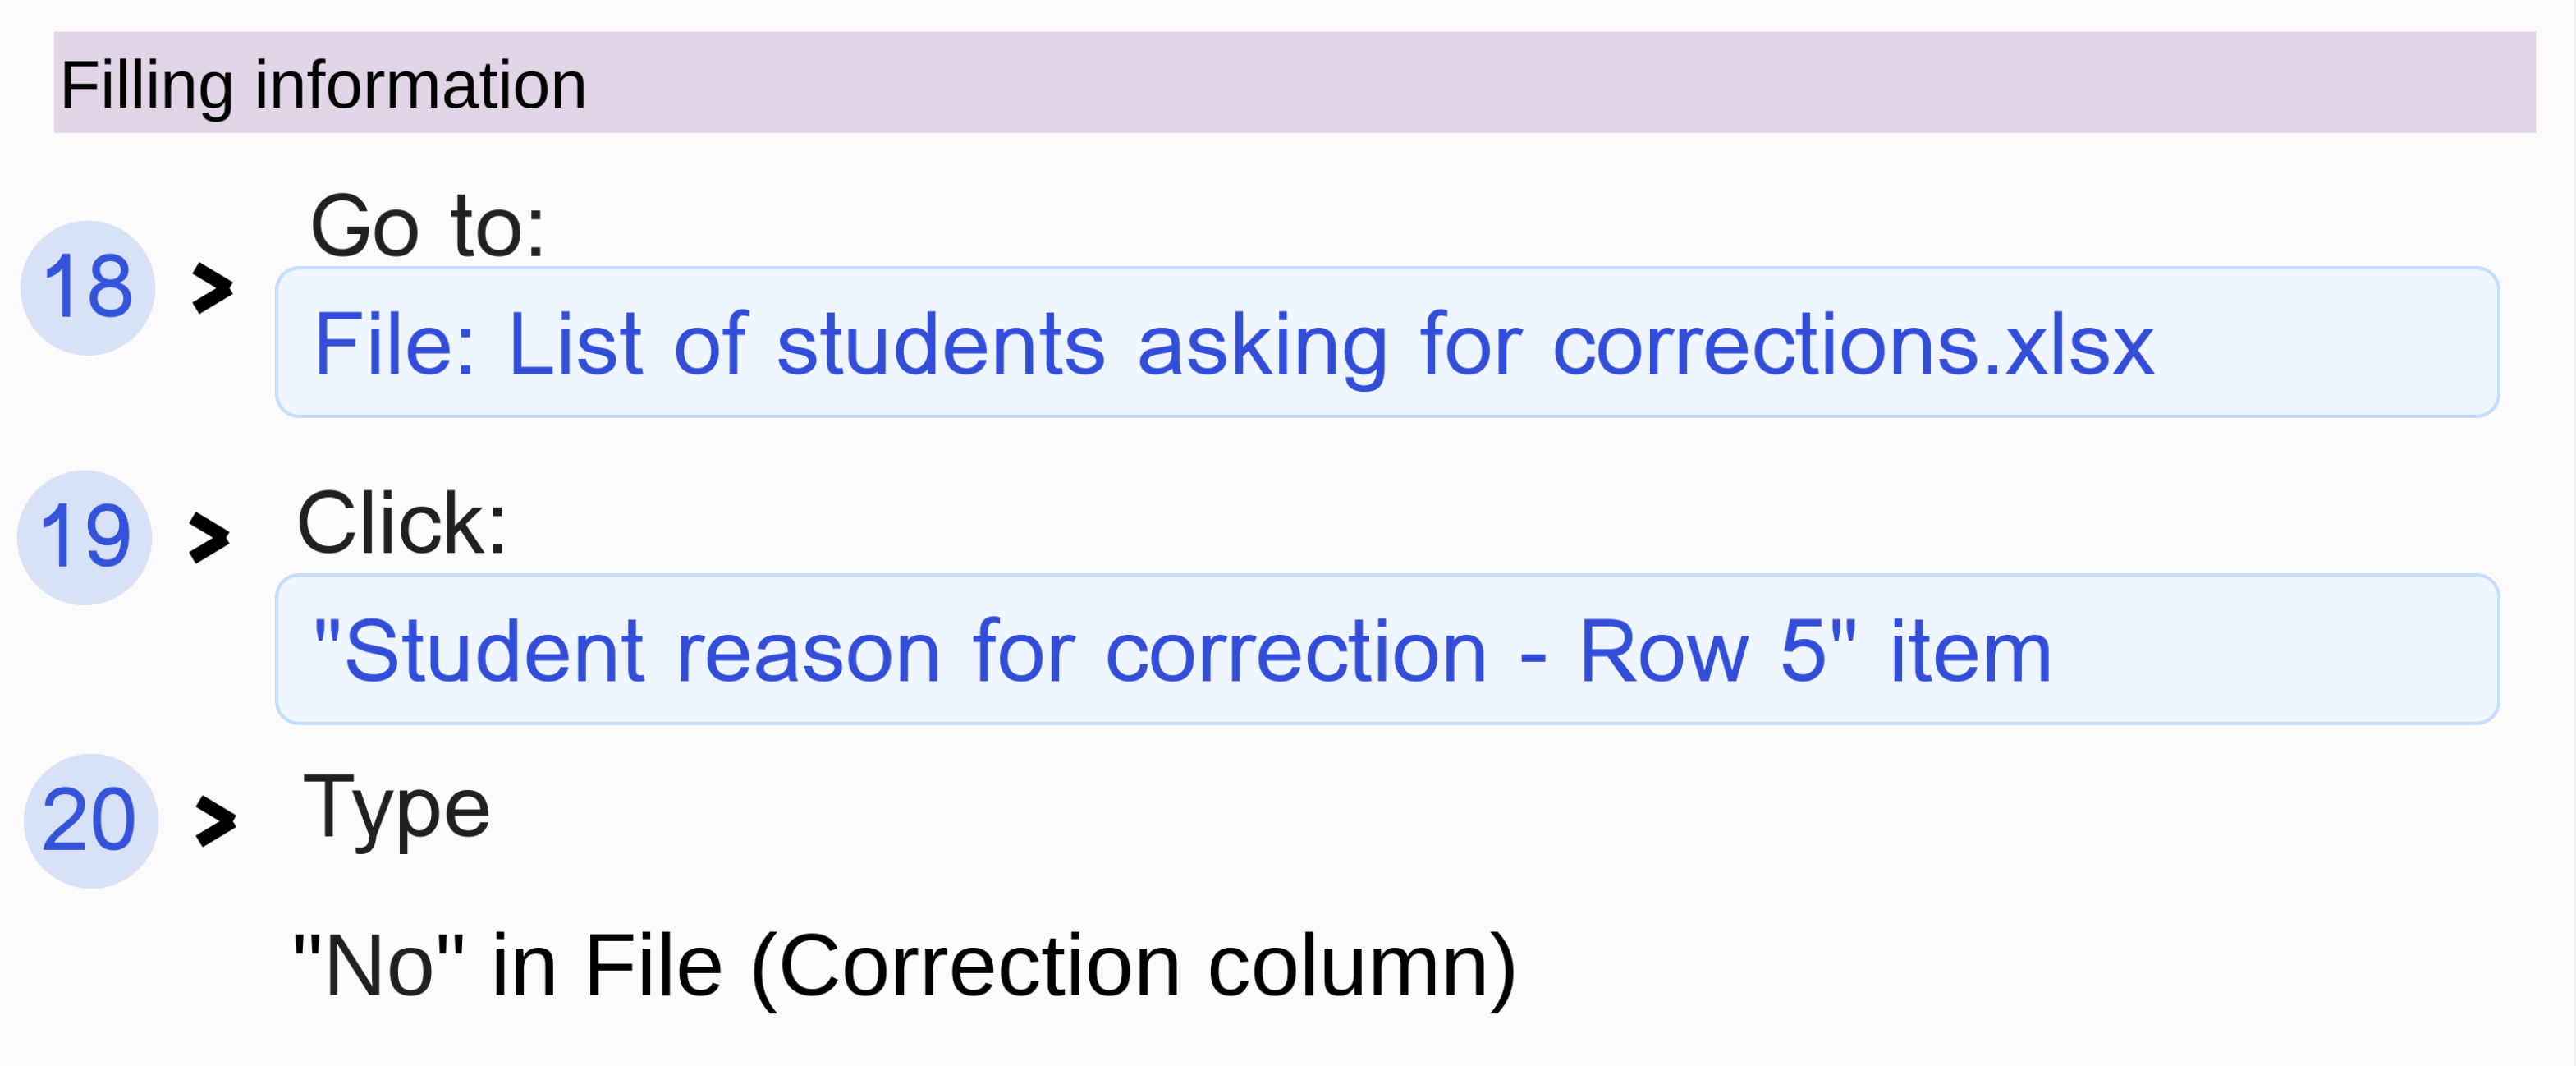 Filling information
18 > Go to:
File: List of students asking for corrections.xlsx
19 > Click:
"Student reason for correction - Row 5" item
20 > Type
"No" in File (Correction column)